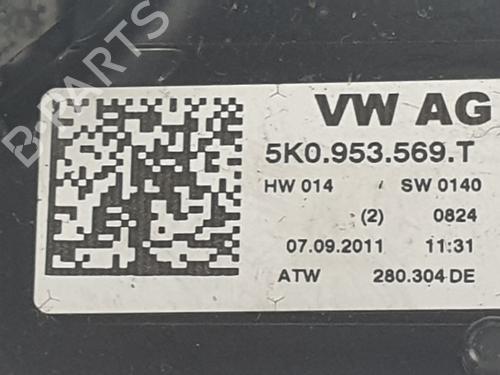 B-PARTS
VW AG
5K0.953.569.T
HW 014 / SW 0140
(2) 0824
07.09.2011 11:31
ATW 280.304 DE